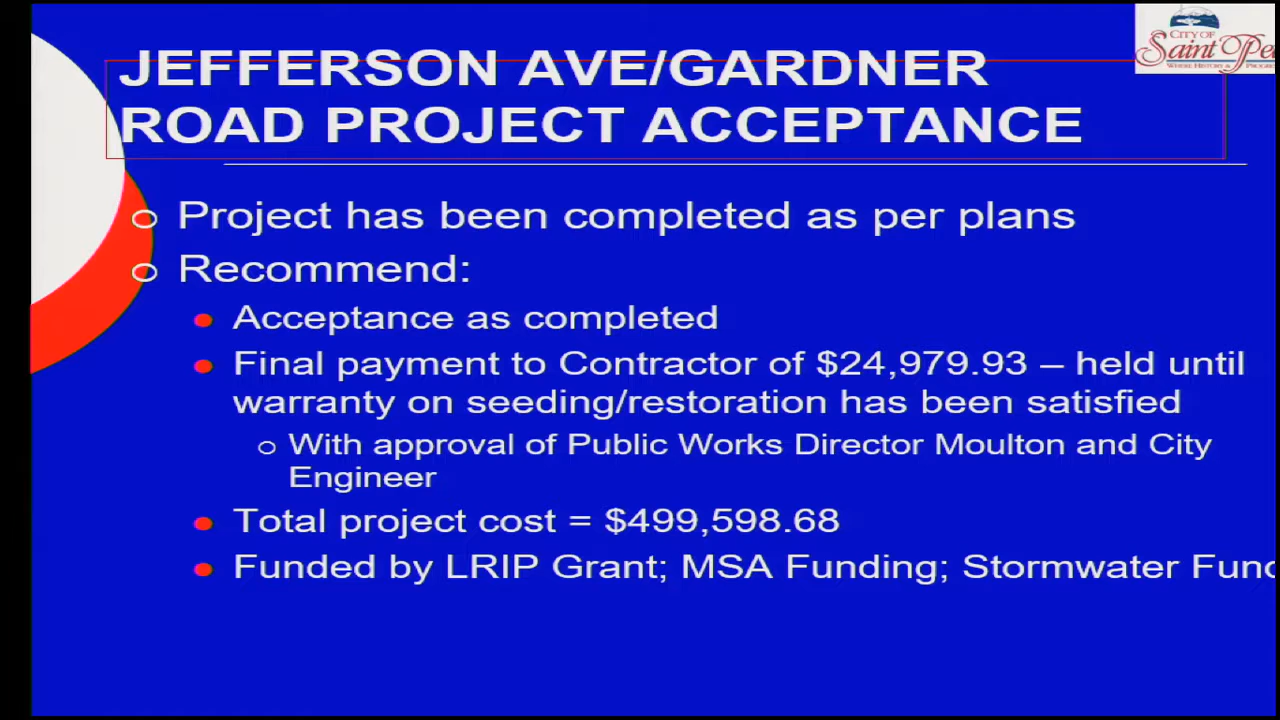 CITY OF
Saint Pe
WHERE HISTORY & PROGRE
JEFFERSON AVE/GARDNER
ROAD PROJECT ACCEPTANCE
Project has been completed as per plans
Recommend:
Acceptance as completed
Final payment to Contractor of $24,979.93 – held until
warranty on seeding/restoration has been satisfied
With approval of Public Works Director Moulton and City
Engineer
Total project cost = $499,598.68
Funded by LRIP Grant; MSA Funding; Stormwater Fund